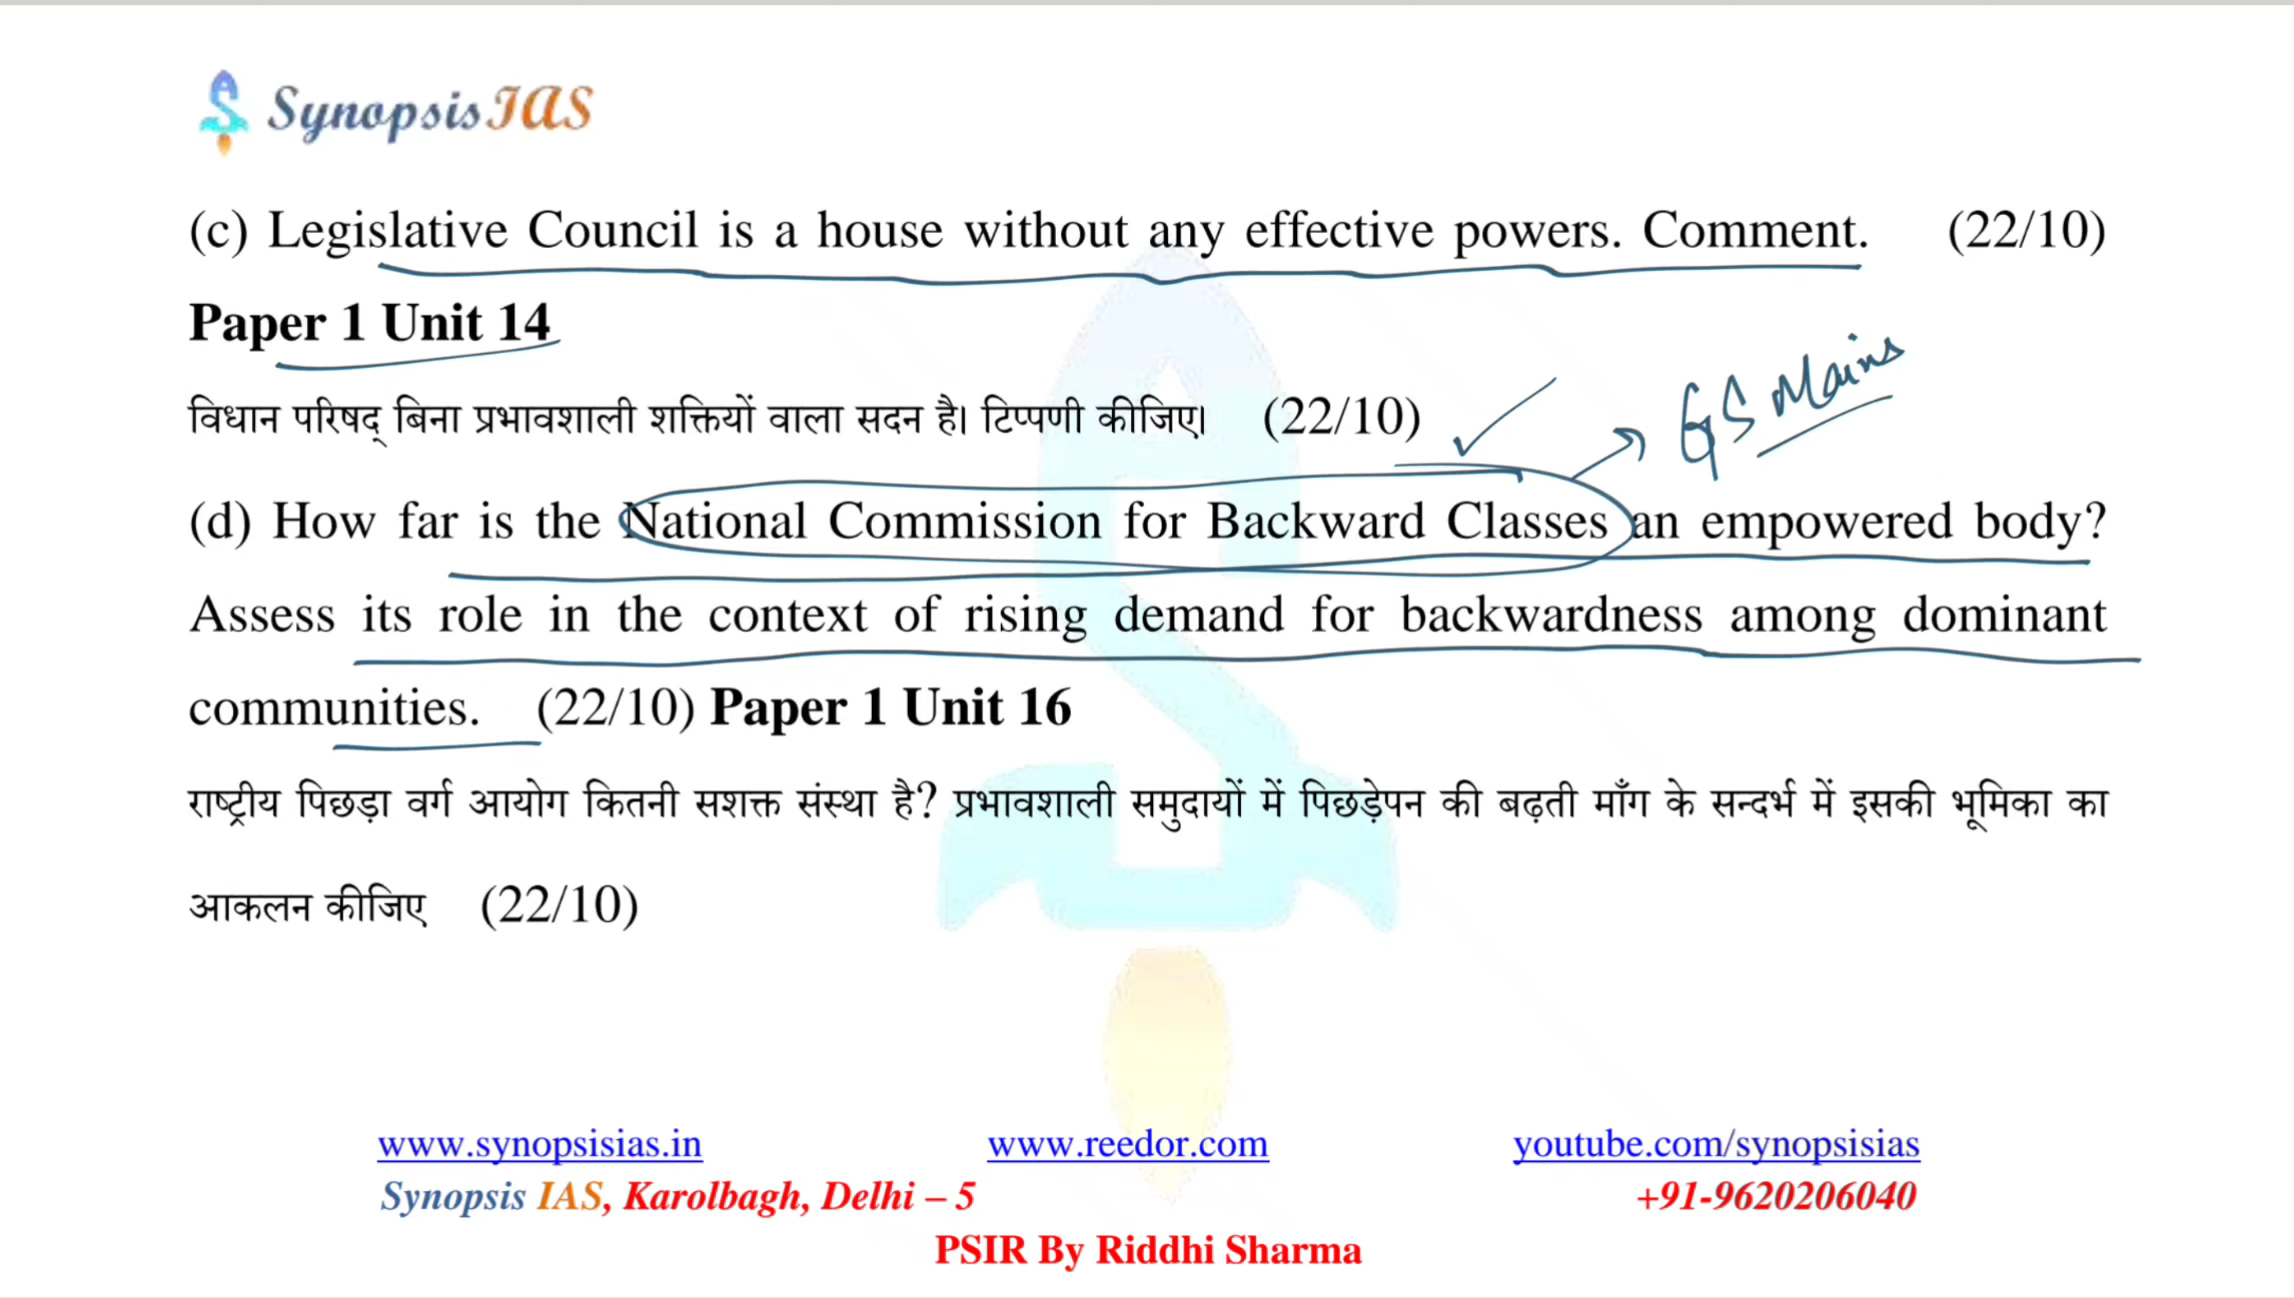 Synopsis IAS
(c) Legislative Council is a house without any effective powers. Comment. (22/10)
Paper 1 Unit 14
विधान परिषद् बिना प्रभावशाली शक्तियों वाला सदन है। टिप्पणी कीजिए। (22/10)
GS Mains
(d) How far is the National Commission for Backward Classes an empowered body?
Assess its role in the context of rising demand for backwardness among dominant
communities. (22/10) Paper 1 Unit 16
राष्ट्रीय पिछड़ा वर्ग आयोग कितनी सशक्त संस्था है? प्रभावशाली समुदायों में पिछड़ेपन की बढ़ती माँग के सन्दर्भ में इसकी भूमिका का
आकलन कीजिए (22/10)
www.synopsisias.in www.reedor.com youtube.com/synopsisias
Synopsis IAS, Karolbagh, Delhi – 5 +91-9620206040
PSIR By Riddhi Sharma